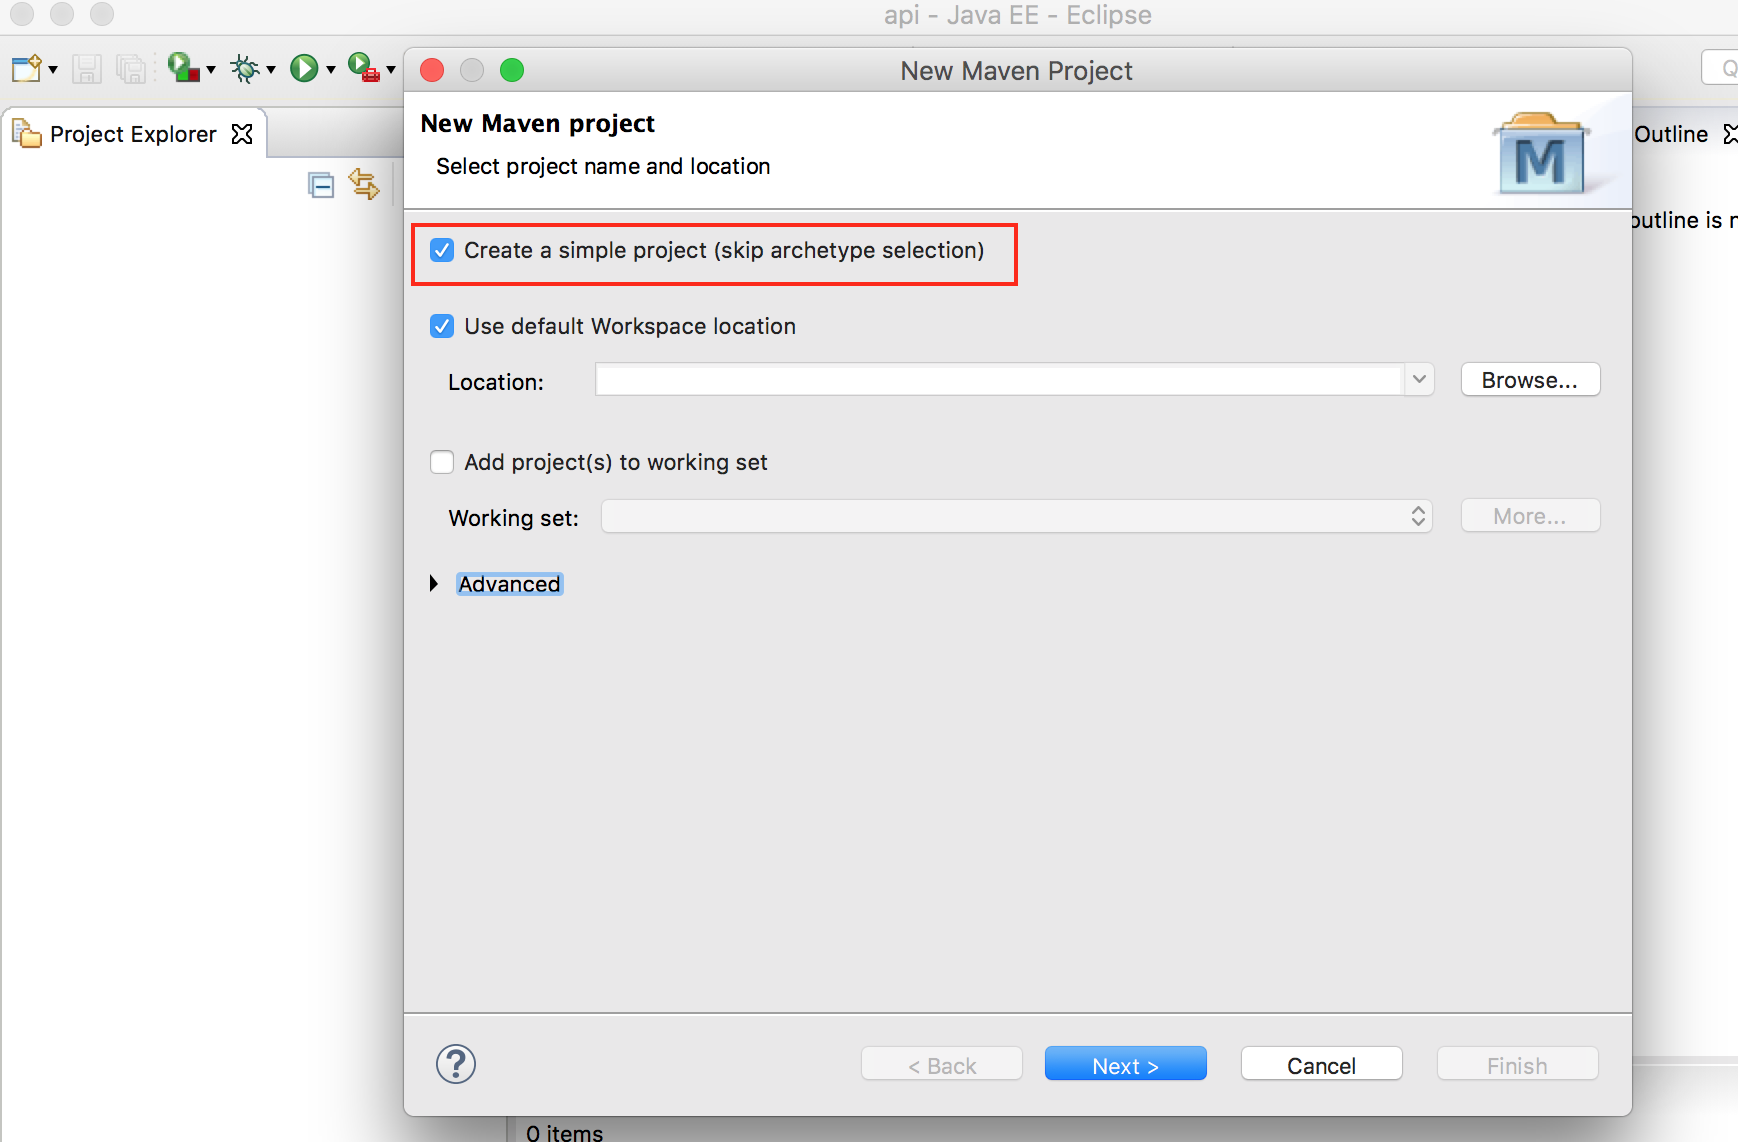 api - Java EE - Eclipse
New Maven Project
Project Explorer
New Maven project
Select project name and location
M
Outline
outline is
Create a simple project (skip archetype selection)
Use default Workspace location
Location:
Browse...
Add project(s) to working set
Working set:
More...
Advanced
?
< Back
Next >
Cancel
Finish
0 items